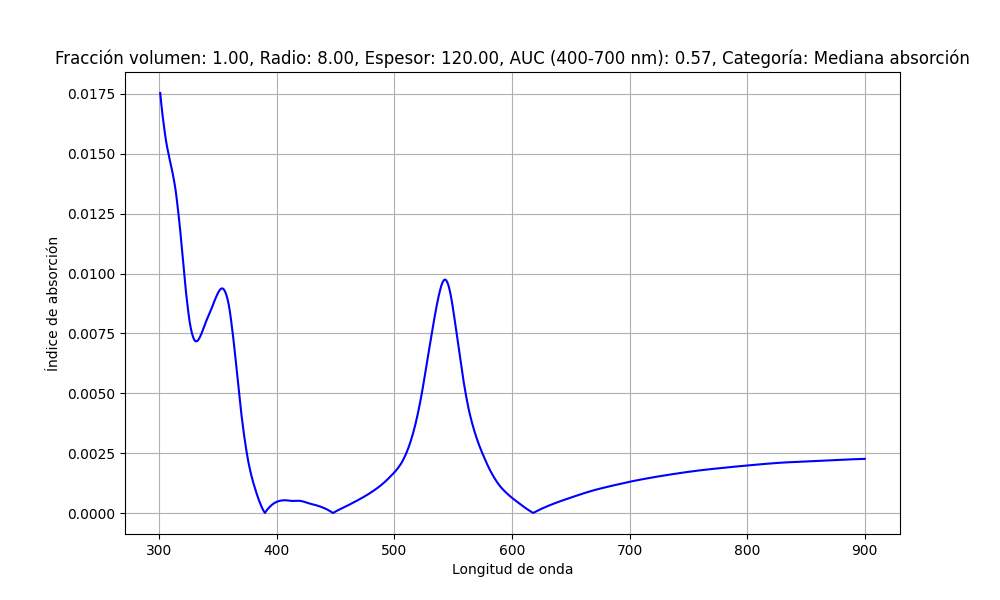 Fracción volumen: 1.00, Radio: 8.00, Espesor: 120.00, AUC (400-700 nm): 0.57, Categoría: Mediana absorción
0.0175
0.0150
0.0125
0.0100
0.0075
0.0050
0.0025
0.0000
Índice de absorción
300 400 500 600 700 800 900
Longitud de onda